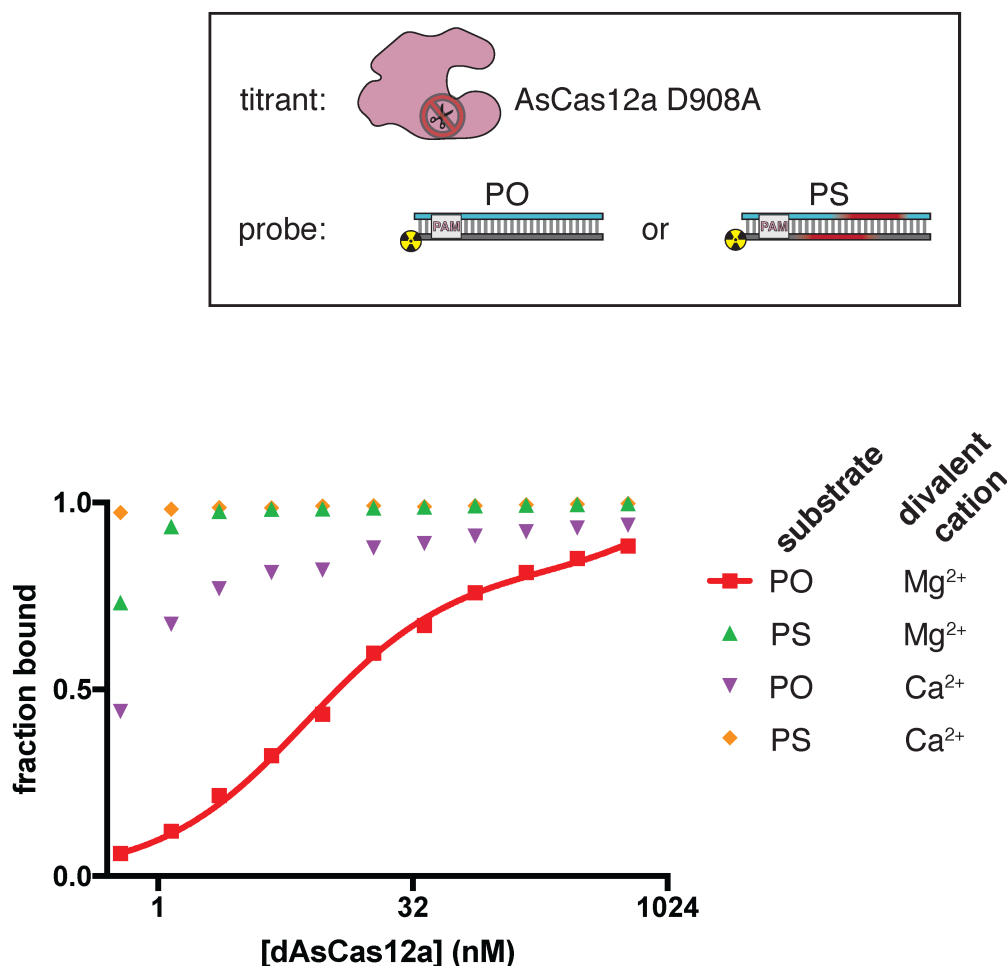 titrant: AsCas12a D908A
PO PS
probe: PAM or PAM
substrate divalent cation
PO Mg²⁺
PS Mg²⁺
PO Ca²⁺
PS Ca²⁺
fraction bound
1.0
0.5
0.0
1 32 1024
[dAsCas12a] (nM)